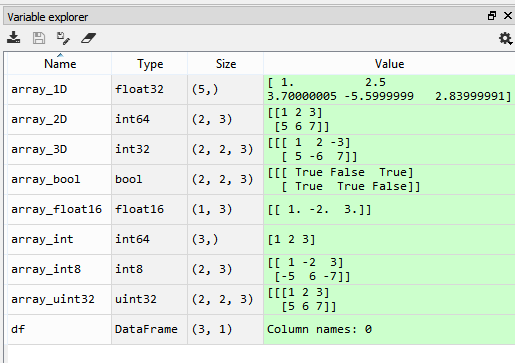 Variable explorer
Name Type Size Value
array_1D float32 (5,) [ 1. 2.5
3.70000005 -5.5999999 2.83999991]
array_2D int64 (2, 3) [[1 2 3]
[5 6 7]]
array_3D int32 (2, 2, 3) [[[ 1 2 -3]
[ 5 -6 7]]
array_bool bool (2, 2, 3) [[[ True False True]
[ True True False]]
array_float16 float16 (1, 3) [[ 1. -2. 3.]]
array_int int64 (3,) [1 2 3]
array_int8 int8 (2, 3) [[ 1 -2 3]
[-5 6 -7]]
array_uint32 uint32 (2, 2, 3) [[[1 2 3]
[5 6 7]]
df DataFrame (3, 1) Column names: 0